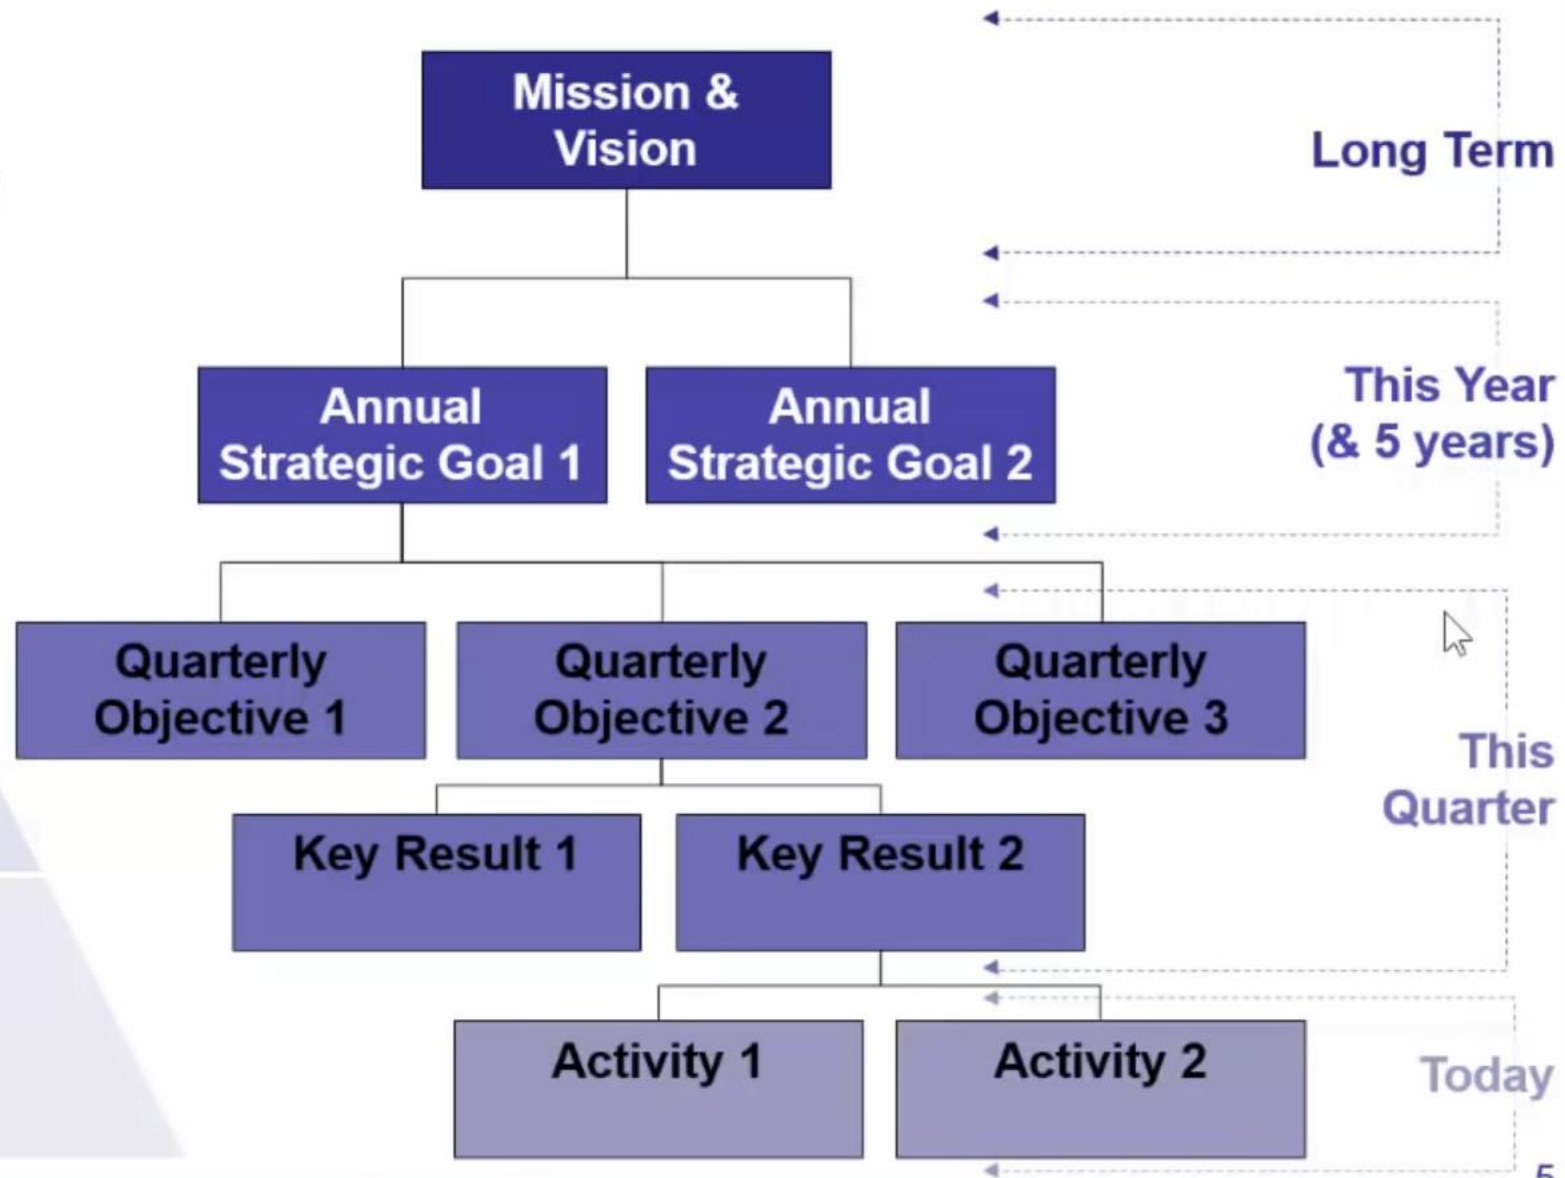 Mission &
Vision
Long Term
Annual
Strategic Goal 1
Annual
Strategic Goal 2
This Year
(& 5 years)
Quarterly
Objective 1
Quarterly
Objective 2
Quarterly
Objective 3
This
Quarter
Key Result 1
Key Result 2
Activity 1
Activity 2
Today
5